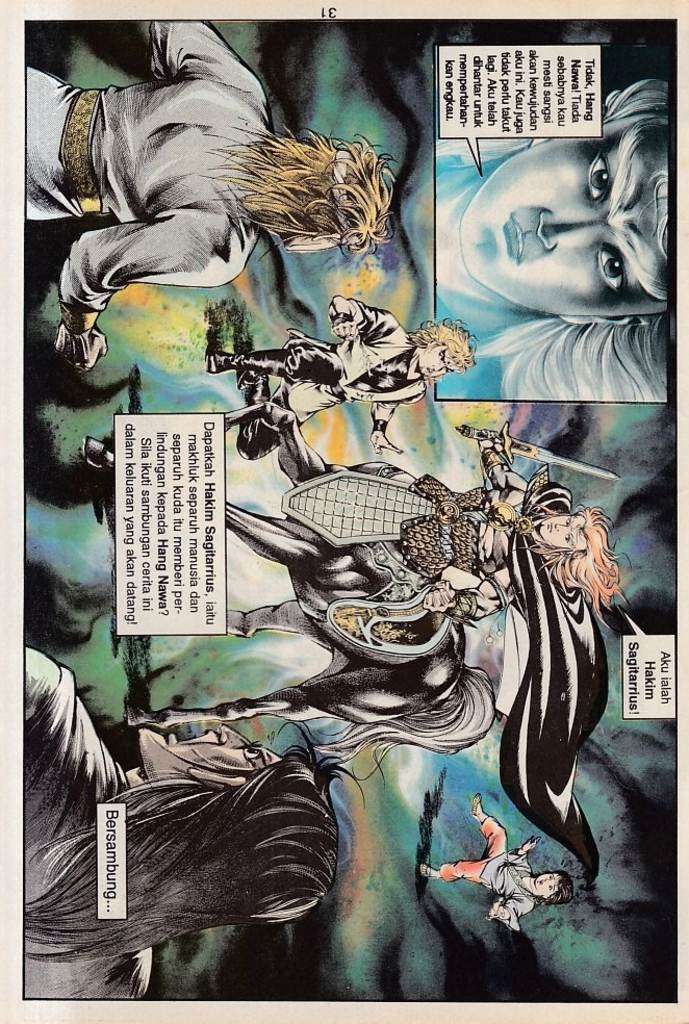 Tidak, Hang
Nawa! Tiada
sebabnya kau
mesti sangsi
akan kewujudan
aku ini. Kau juga
tidak perlu takut
lagi. Aku telah
dihantar untuk
mempertahan-
kan engkau.
Aku ialah
Hakim
Sagitarrius!
Dapatkah Hakim Sagitarrius, iaitu
makhluk separuh manusia dan
separuh kuda itu memberi per-
lindungan kepada Hang Nawa?
Sila ikuti sambungan cerita ini
dalam keluaran yang akan datang!
Bersambung...
31